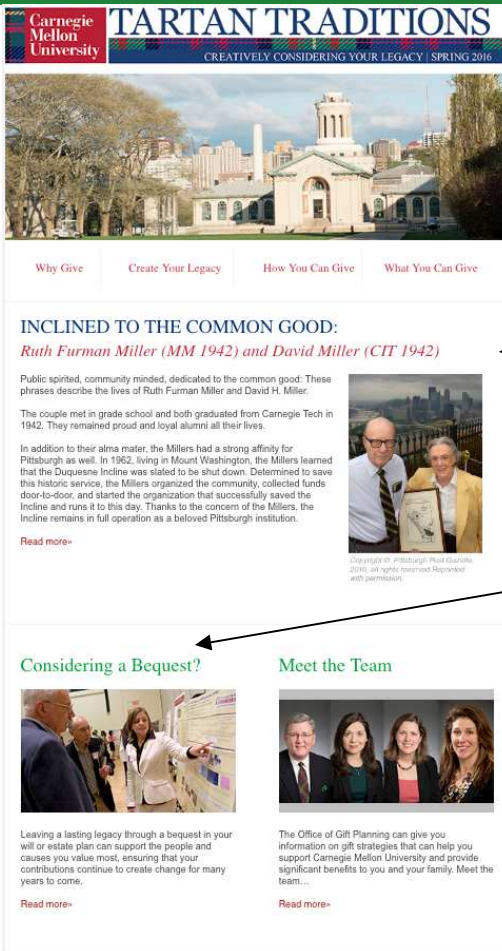 Carnegie
Mellon
University
TARTAN TRADITIONS
CREATIVELY CONSIDERING YOUR LEGACY | SPRING 2016
Why Give
Create Your Legacy
How You Can Give
What You Can Give
INCLINED TO THE COMMON GOOD:
Ruth Furman Miller (MM 1942) and David Miller (CIT 1942)
Public spirited, community minded, dedicated to the common good: These
phrases describe the lives of Ruth Furman Miller and David H. Miller.
The couple met in grade school and both graduated from Carnegie Tech in
1942. They remained proud and loyal alumni all their lives.
In addition to their alma mater, the Millers had a strong affinity for
Pittsburgh as well. In 1962, living in Mount Washington, the Millers learned
that the Duquesne Incline was slated to be shut down. Determined to save
this historic service, the Millers organized the community, collected funds
door-to-door, and started the organization that successfully saved the
Incline and runs it to this day. Thanks to the concern of the Millers, the
Incline remains in full operation as a beloved Pittsburgh institution.
Read more»
Copyright ©, Pittsburgh Post-Gazette,
2016, all rights reserved. Reprinted
with permission.
Considering a Bequest?
Leaving a lasting legacy through a bequest in your
will or estate plan can support the people and
causes you value most, ensuring that your
contributions continue to create change for many
years to come.
Read more»
Meet the Team
The Office of Gift Planning can give you
information on gift strategies that can help you
support Carnegie Mellon University and provide
significant benefits to you and your family. Meet the
team…
Read more»